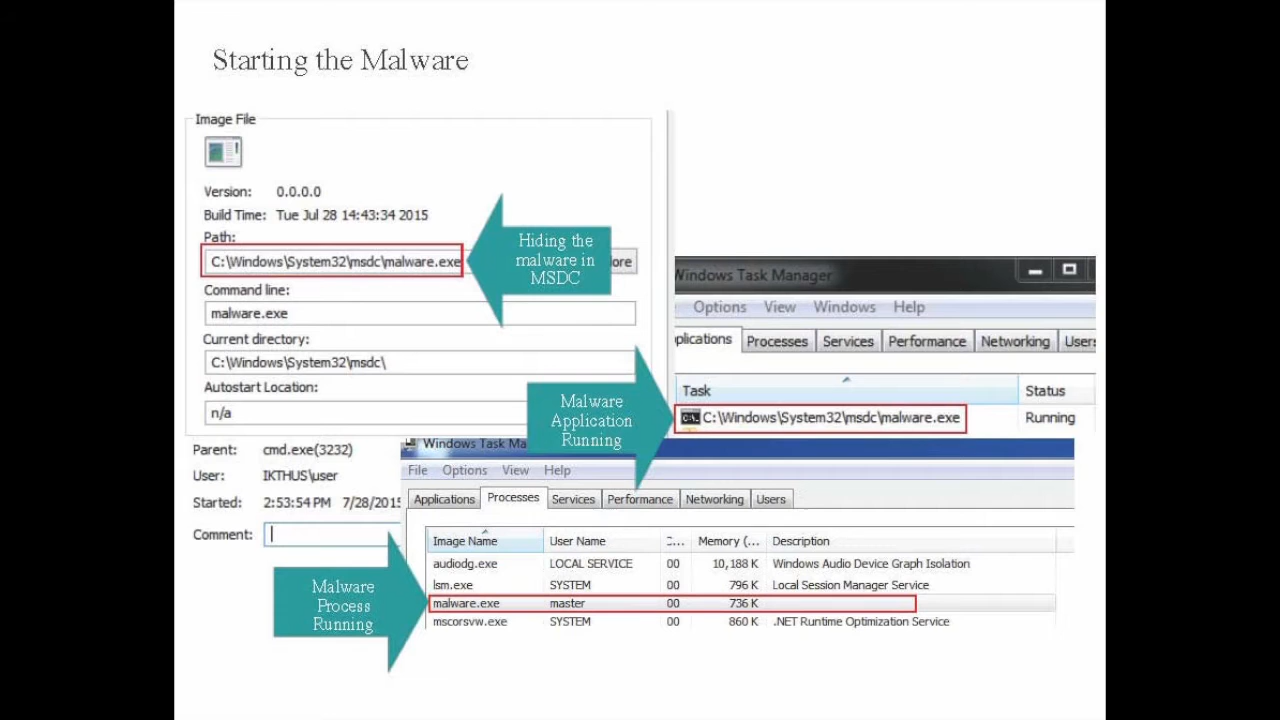 Starting the Malware
Image File
Version: 0.0.0.0
Build Time: Tue Jul 28 14:43:34 2015
Path:
C:\Windows\System32\msdc\malware.exe
Hiding the
malware in
MSDC
Command line:
malware.exe
Current directory:
C:\Windows\System32\msdc\
Autostart Location:
n/a
Parent: cmd.exe(3232)
User: IKTHUS\user
Started: 2:53:54 PM 7/28/2015
Comment:
Windows Task Manager
Options View Windows Help
plications Processes Services Performance Networking Users
Task Status
C:\Windows\System32\msdc\malware.exe Running
Malware
Application
Running
Windows Task Ma
File Options View Help
Applications Processes Services Performance Networking Users
Image Name User Name C... Memory (... Description
audiodg.exe LOCAL SERVICE 00 10,188 K Windows Audio Device Graph Isolation
lsm.exe SYSTEM 00 796 K Local Session Manager Service
malware.exe master 00 736 K
mscorsvw.exe SYSTEM 00 860 K .NET Runtime Optimization Service
Malware
Process
Running